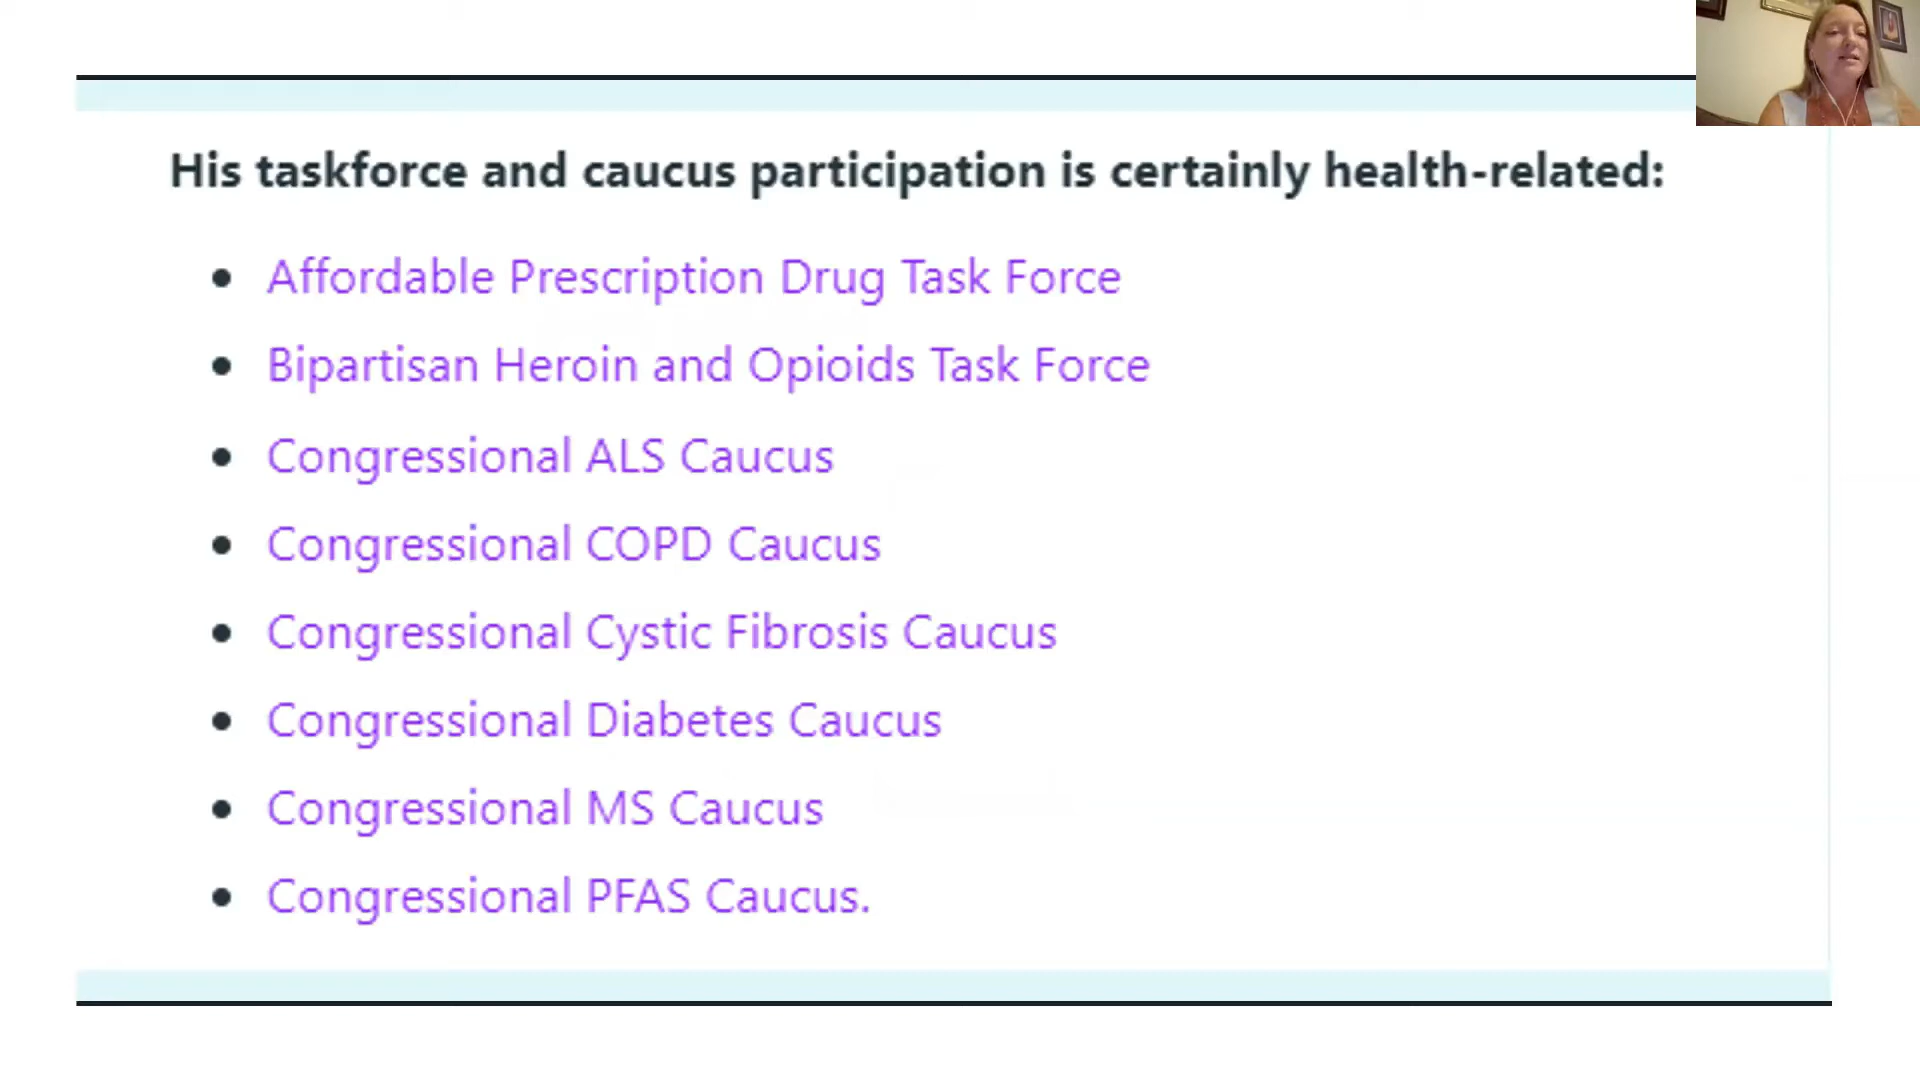 His taskforce and caucus participation is certainly health-related:
Affordable Prescription Drug Task Force
Bipartisan Heroin and Opioids Task Force
Congressional ALS Caucus
Congressional COPD Caucus
Congressional Cystic Fibrosis Caucus
Congressional Diabetes Caucus
Congressional MS Caucus
Congressional PFAS Caucus.